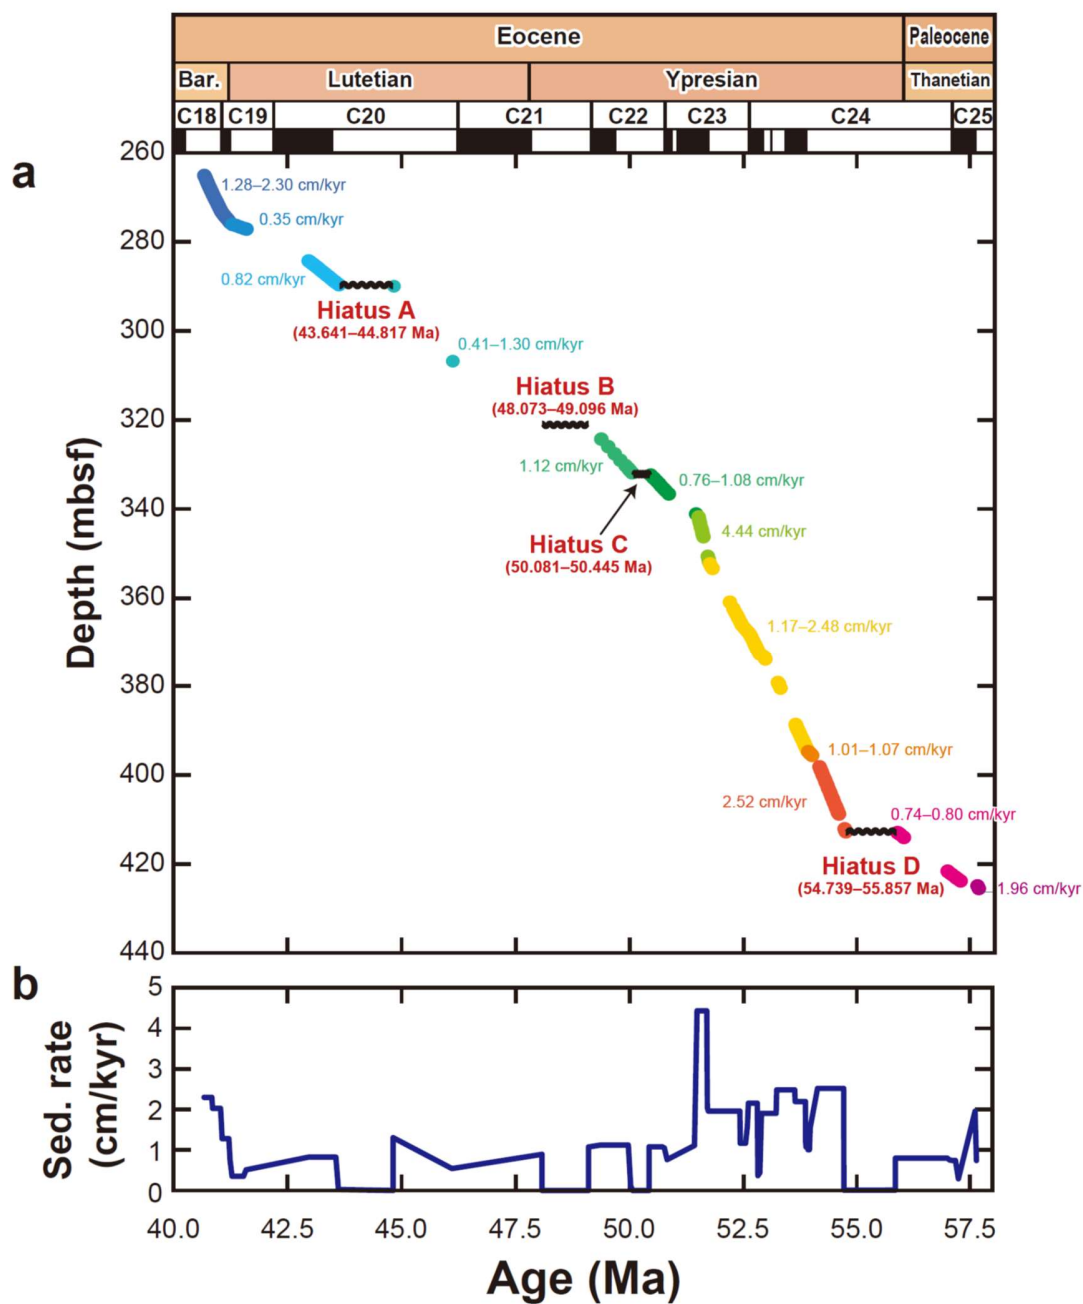 Eocene
Paleocene
Bar.
Lutetian
Ypresian
Thanetian
C18
C19
C20
C21
C22
C23
C24
C25
a
260
280
300
320
340
360
380
400
420
440
Depth (mbsf)
1.28–2.30 cm/kyr
0.35 cm/kyr
0.82 cm/kyr
Hiatus A
(43.641–44.817 Ma)
0.41–1.30 cm/kyr
Hiatus B
(48.073–49.096 Ma)
1.12 cm/kyr
0.76–1.08 cm/kyr
Hiatus C
(50.081–50.445 Ma)
4.44 cm/kyr
1.17–2.48 cm/kyr
1.01–1.07 cm/kyr
2.52 cm/kyr
0.74–0.80 cm/kyr
Hiatus D
(54.739–55.857 Ma)
1.96 cm/kyr
b
5
4
3
2
1
0
Sed. rate
(cm/kyr)
40.0
42.5
45.0
47.5
50.0
52.5
55.0
57.5
Age (Ma)